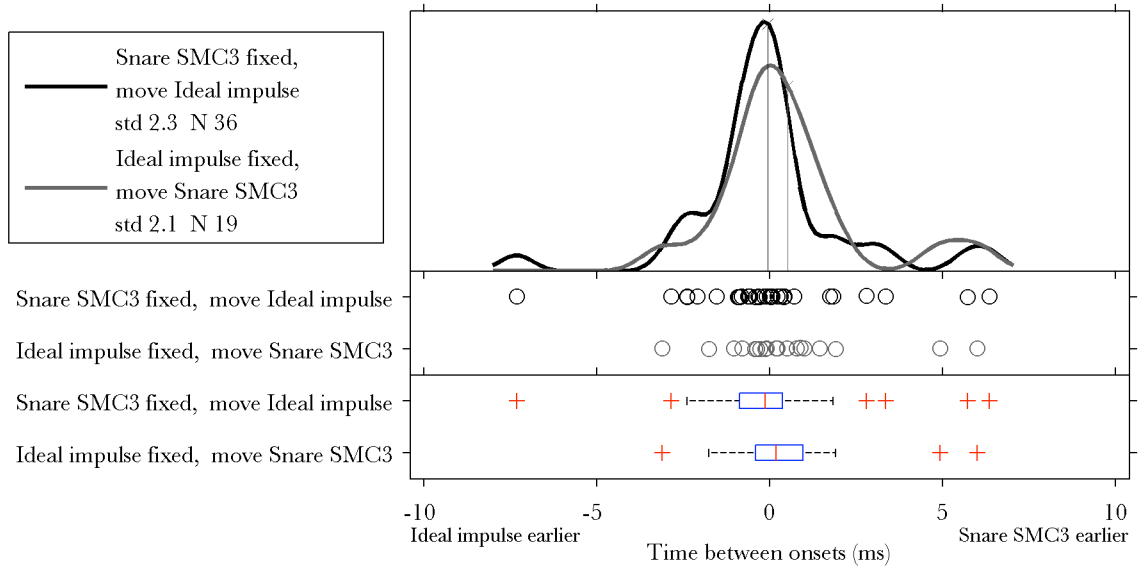 Snare SMC3 fixed,
move Ideal impulse
std 2.3 N 36
Ideal impulse fixed,
move Snare SMC3
std 2.1 N 19
Snare SMC3 fixed, move Ideal impulse
Ideal impulse fixed, move Snare SMC3
Snare SMC3 fixed, move Ideal impulse
Ideal impulse fixed, move Snare SMC3
-10 -5 0 5 10
Ideal impulse earlier Snare SMC3 earlier
Time between onsets (ms)